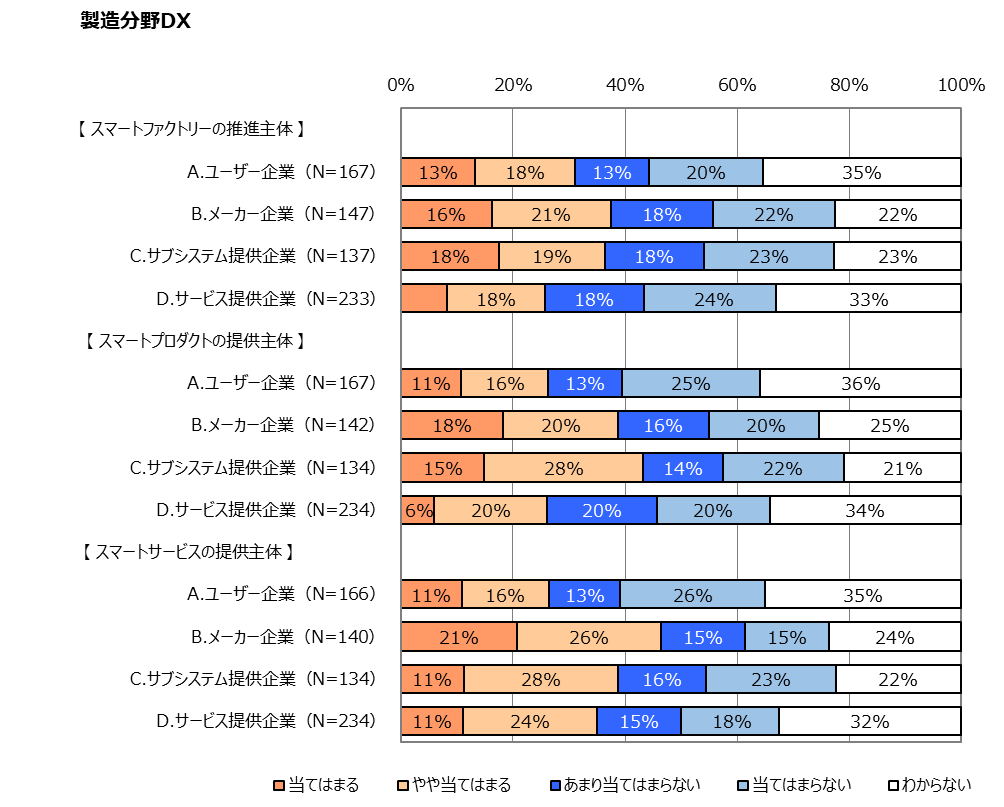 製造分野DX
0% 20% 40% 60% 80% 100%
【 スマートファクトリーの推進主体 】
A.ユーザー企業（N=167） 13% 18% 13% 20% 35%
B.メーカー企業（N=147） 16% 21% 18% 22% 22%
C.サブシステム提供企業（N=137） 18% 19% 18% 23% 23%
D.サービス提供企業（N=233） 18% 18% 24% 33%
【 スマートプロダクトの提供主体 】
A.ユーザー企業（N=167） 11% 16% 13% 25% 36%
B.メーカー企業（N=142） 18% 20% 16% 20% 25%
C.サブシステム提供企業（N=134） 15% 28% 14% 22% 21%
D.サービス提供企業（N=234） 6% 20% 20% 20% 34%
【 スマートサービスの提供主体 】
A.ユーザー企業（N=166） 11% 16% 13% 26% 35%
B.メーカー企業（N=140） 21% 26% 15% 15% 24%
C.サブシステム提供企業（N=134） 11% 28% 16% 23% 22%
D.サービス提供企業（N=234） 11% 24% 15% 18% 32%
当てはまる やや当てはまる あまり当てはまらない 当てはまらない わからない